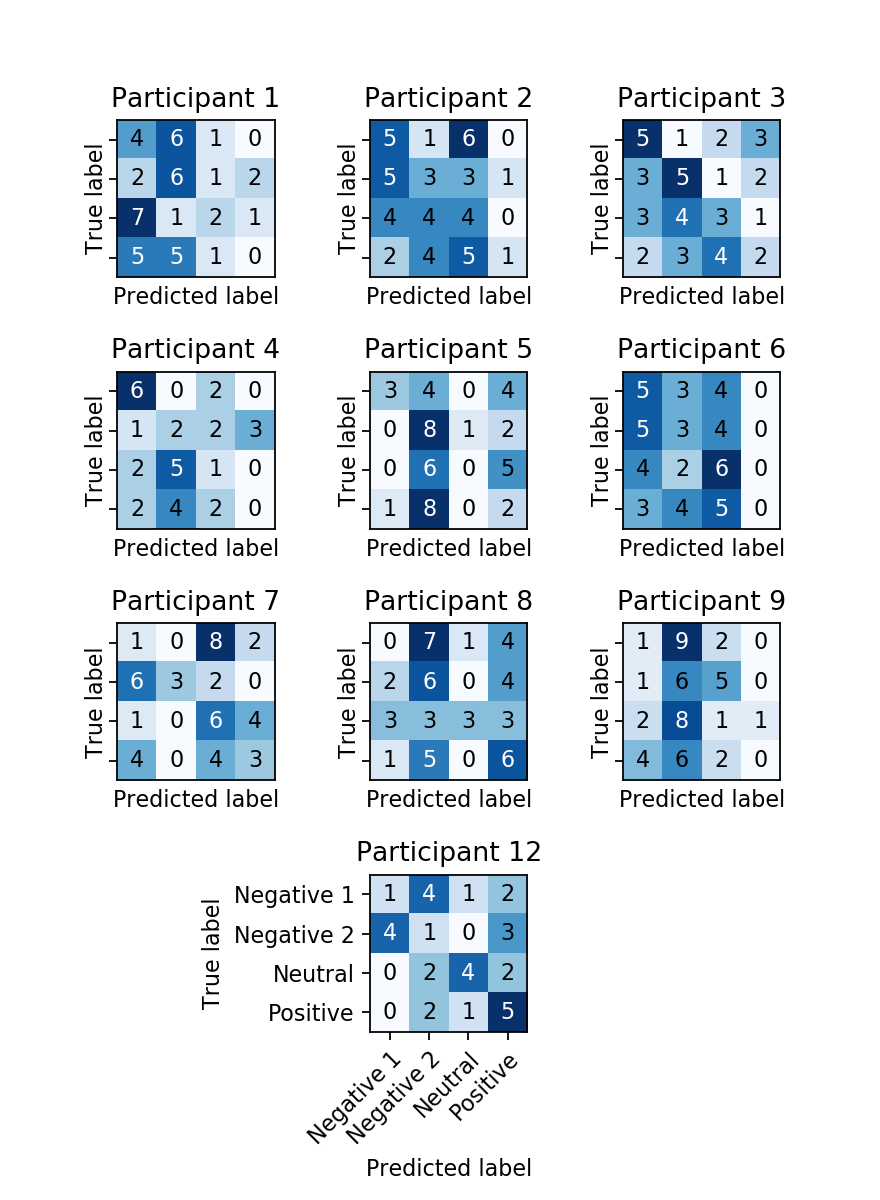 Participant 1 Participant 2 Participant 3
True label 4 6 1 0 True label 5 1 6 0 True label 5 1 2 3
2 6 1 2 5 3 3 1 3 5 1 2
7 1 2 1 4 4 4 0 3 4 3 1
5 5 1 0 2 4 5 1 2 3 4 2
Predicted label Predicted label Predicted label
Participant 4 Participant 5 Participant 6
True label 6 0 2 0 True label 3 4 0 4 True label 5 3 4 0
1 2 2 3 0 8 1 2 5 3 4 0
2 5 1 0 0 6 0 5 4 2 6 0
2 4 2 0 1 8 0 2 3 4 5 0
Predicted label Predicted label Predicted label
Participant 7 Participant 8 Participant 9
True label 1 0 8 2 True label 0 7 1 4 True label 1 9 2 0
6 3 2 0 2 6 0 4 1 6 5 0
1 0 6 4 3 3 3 3 2 8 1 1
4 0 4 3 1 5 0 6 4 6 2 0
Predicted label Predicted label Predicted label
Participant 12
True label
Negative 1 1 4 1 2
Negative 2 4 1 0 3
Neutral 0 2 4 2
Positive 0 2 1 5
Negative 1 Negative 2 Neutral Positive
Predicted label